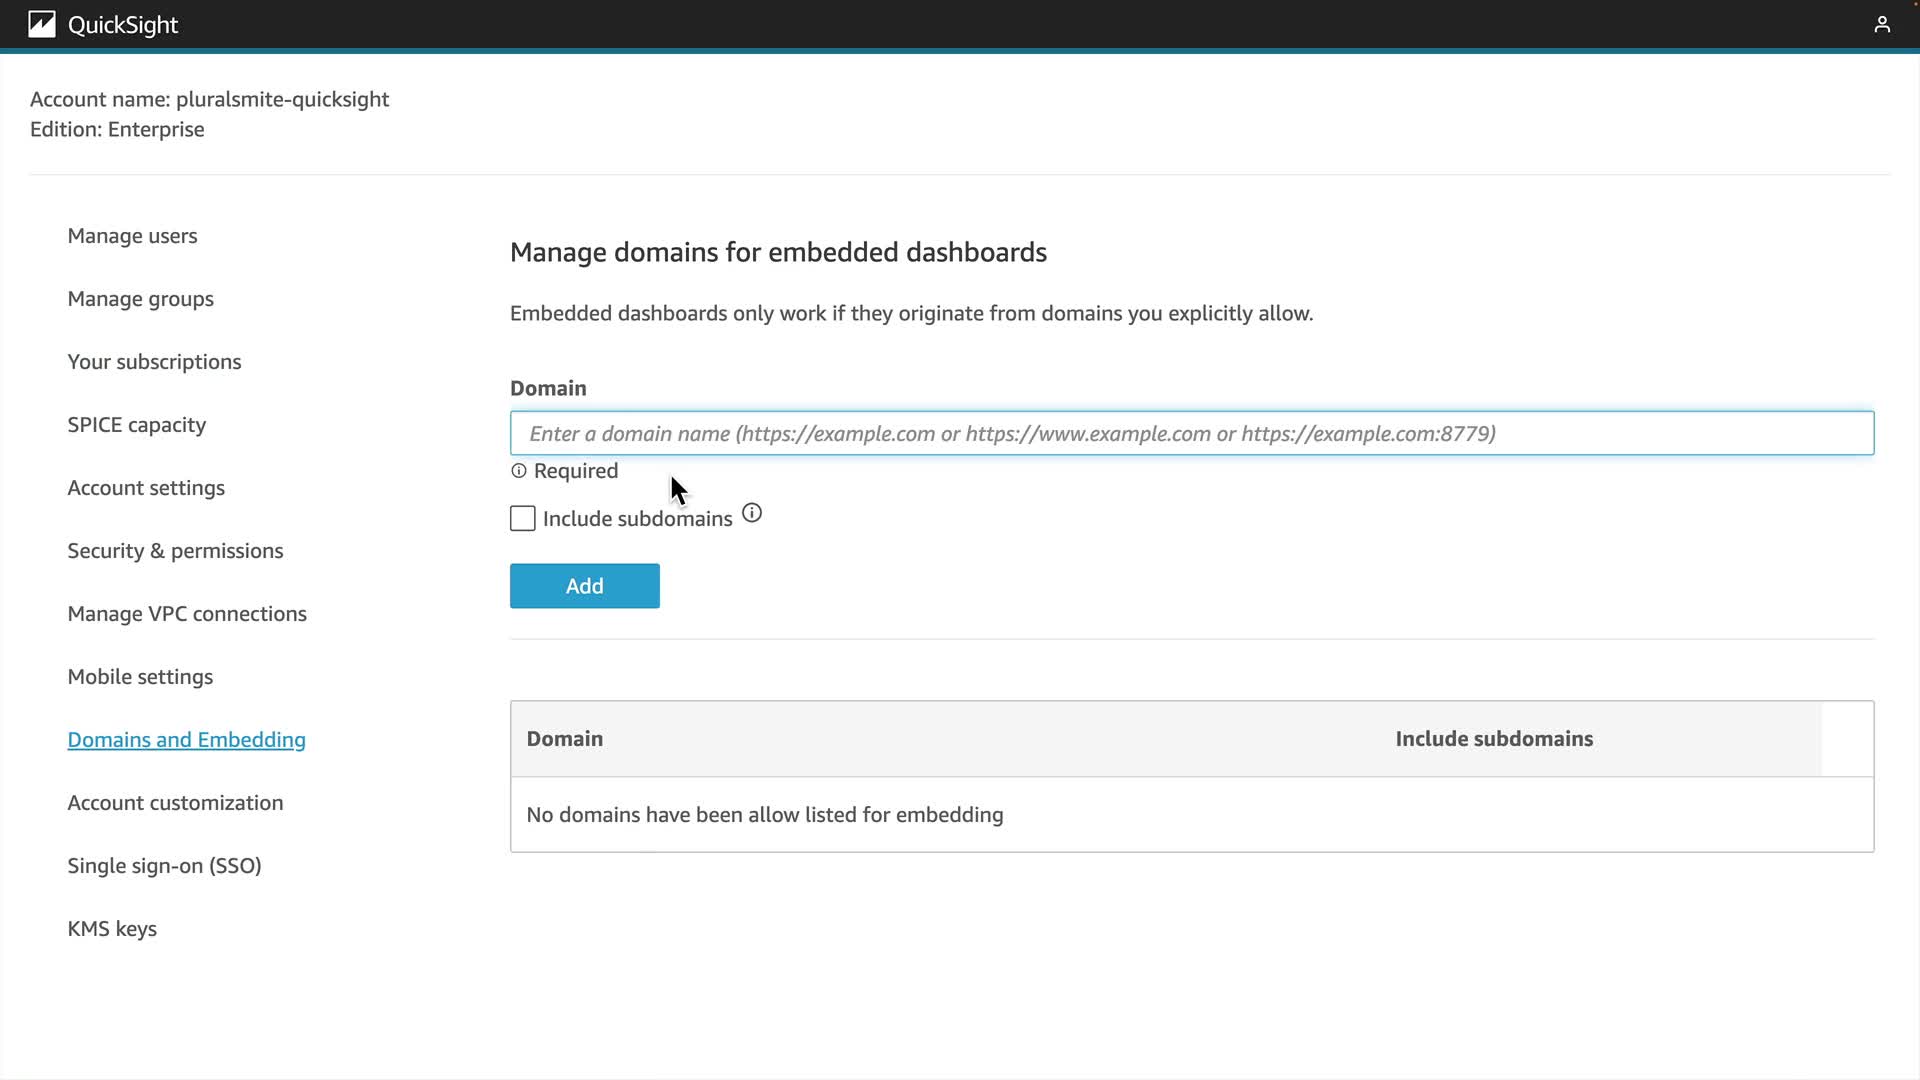 QuickSight
Account name: pluralsmite-quicksight
Edition: Enterprise
Manage users
Manage groups
Your subscriptions
SPICE capacity
Account settings
Security & permissions
Manage VPC connections
Mobile settings
Domains and Embedding
Account customization
Single sign-on (SSO)
KMS keys
Manage domains for embedded dashboards
Embedded dashboards only work if they originate from domains you explicitly allow.
Domain
Enter a domain name (https://example.com or https://www.example.com or https://example.com:8779)
Required
Include subdomains
Add
Domain Include subdomains
No domains have been allow listed for embedding